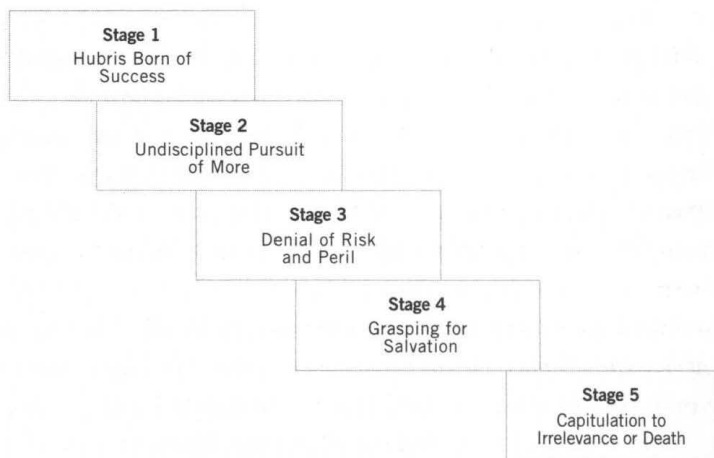 Stage 1
Hubris Born of
Success
Stage 2
Undisciplined Pursuit
of More
Stage 3
Denial of Risk
and Peril
Stage 4
Grasping for
Salvation
Stage 5
Capitulation to
Irrelevance or Death